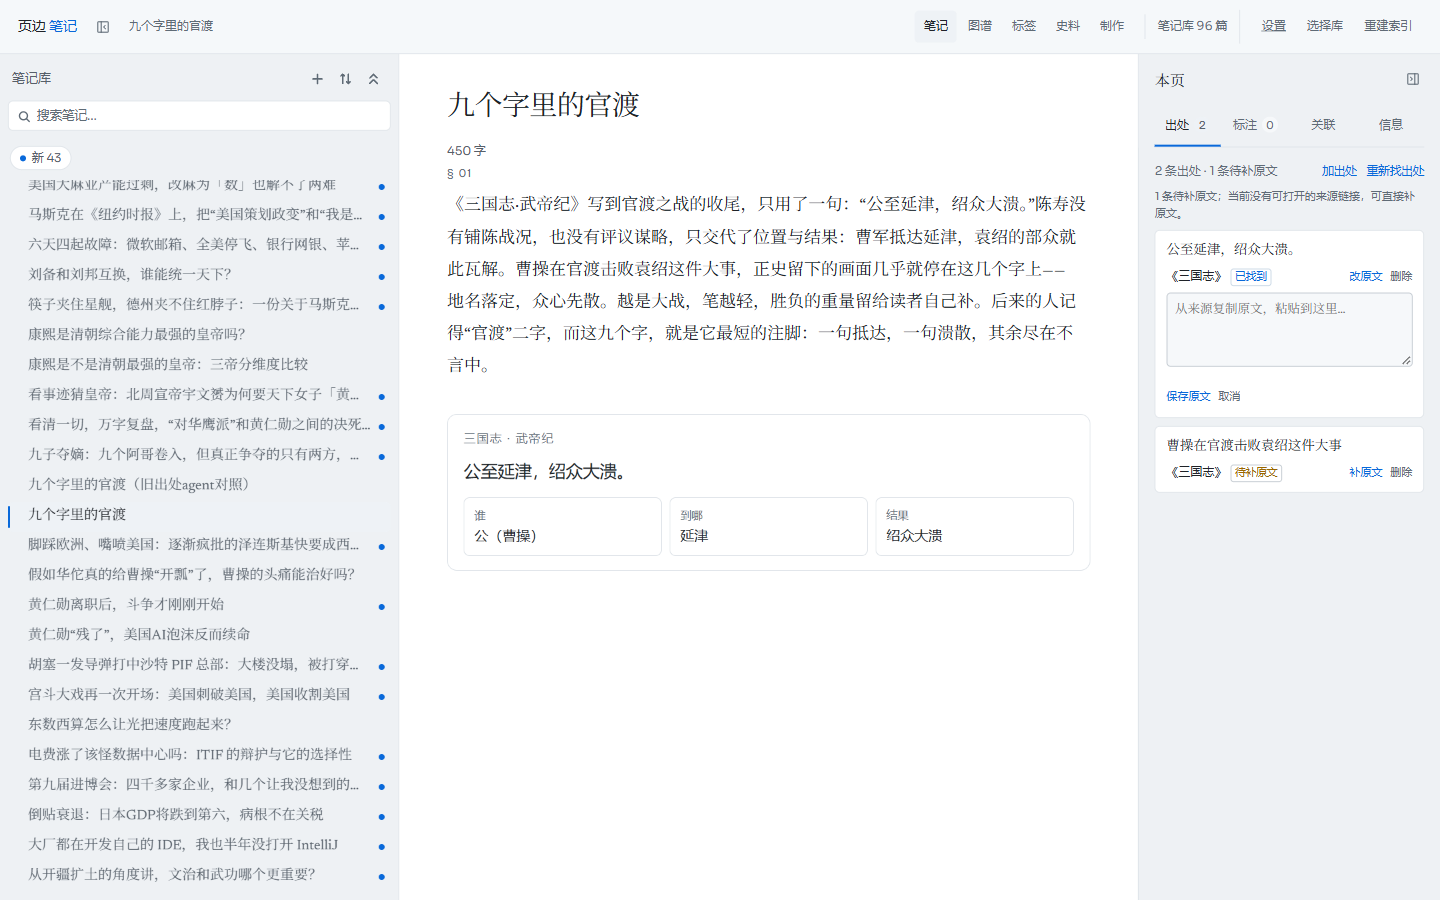 页边 笔记
九个字里的官渡
笔记
图谱
标签
史料
制作
笔记库 96 篇
设置
选择库
重建索引
笔记库
搜索笔记...
新 43
美国大麻业产能过剩，改麻为「数」也解不了两难
马斯克在《纽约时报》上，把“美国策划政变”和“我是...
六天四起故障：微软邮箱、全美停飞、银行网银、苹...
刘备和刘邦互换，谁能统一天下？
筷子夹住星舰，德州夹不住红脖子：一份关于马斯克...
康熙是清朝综合能力最强的皇帝吗？
康熙是不是清朝最强的皇帝：三帝分维度比较
看事迹猜皇帝：北周宣帝宇文赟为何要天下女子「黄...
看清一切，万字复盘，“对华鹰派”和黄仁勋之间的决死...
九子夺嫡：九个阿哥卷入，但真正争夺的只有两方，...
九个字里的官渡（旧出处agent对照）
九个字里的官渡
脚踩欧洲、嘴喷美国：逐渐疯批的泽连斯基快要成西...
假如华佗真的给曹操“开瓢”了，曹操的头痛能治好吗？
黄仁勋离职后，斗争才刚刚开始
黄仁勋“残了”，美国AI泡沫反而续命
胡塞一发导弹打中沙特 PIF 总部：大楼没塌，被打穿...
宫斗大戏再一次开场：美国刺破美国，美国收割美国
东数西算怎么让光把速度跑起来？
电费涨了该怪数据中心吗：ITIF 的辩护与它的选择性
第九届进博会：四千多家企业，和几个让我没想到的...
倒贴衰退：日本GDP将跌到第六，病根不在关税
大厂都在开发自己的 IDE，我也半年没打开 IntelliJ
从开疆扩土的角度讲，文治和武功哪个更重要？
九个字里的官渡
450 字
§ 01
《三国志·武帝纪》写到官渡之战的收尾，只用了一句：“公至延津，绍众大溃。”陈寿没
有铺陈战况，也没有评议谋略，只交代了位置与结果：曹军抵达延津，袁绍的部众就
此瓦解。曹操在官渡击败袁绍这件大事，正史留下的画面几乎就停在这几个字上——
地名落定，众心先散。越是大战，笔越轻，胜负的重量留给读者自己补。后来的人记
得“官渡”二字，而这九个字，就是它最短的注脚：一句抵达，一句溃散，其余尽在不
言中。
三国志 · 武帝纪
公至延津，绍众大溃。
谁
公（曹操）
到哪
延津
结果
绍众大溃
本页
出处 2
标注 0
关联
信息
2 条出处 · 1 条待补原文
加出处
重新找出处
1 条待补原文；当前没有可打开的来源链接，可直接补
原文。
公至延津，绍众大溃。
《三国志》 已找到
改原文 删除
从来源复制原文，粘贴到这里...
保存原文 取消
曹操在官渡击败袁绍这件大事
《三国志》 待补原文
补原文 删除